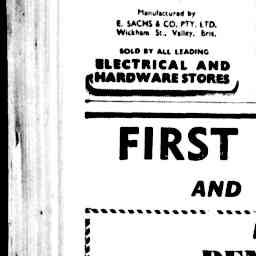 Manufactured by
E. SACHS & CO. PTY. LTD.
Wickham St., Valley, Bris.
SOLD BY ALL LEADING
ELECTRICAL AND
HARDWARE STORES
FIRST
AND